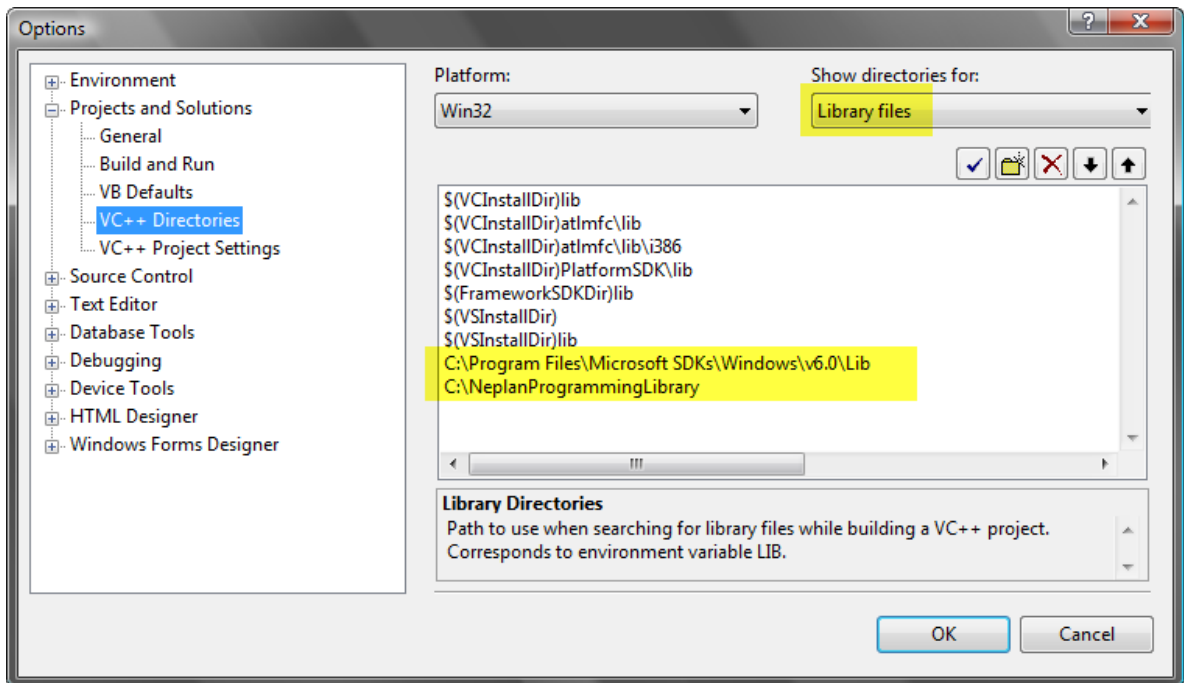 Options
Environment
Projects and Solutions
General
Build and Run
VB Defaults
VC++ Directories
VC++ Project Settings
Source Control
Text Editor
Database Tools
Debugging
Device Tools
HTML Designer
Windows Forms Designer
Platform:
Win32
Show directories for:
Library files
$(VCInstallDir)lib
$(VCInstallDir)atlmfc\lib
$(VCInstallDir)atlmfc\lib\i386
$(VCInstallDir)PlatformSDK\lib
$(FrameworkSDKDir)lib
$(VSInstallDir)
$(VSInstallDir)lib
C:\Program Files\Microsoft SDKs\Windows\v6.0\Lib
C:\NeplanProgrammingLibrary
Library Directories
Path to use when searching for library files while building a VC++ project.
Corresponds to environment variable LIB.
OK
Cancel